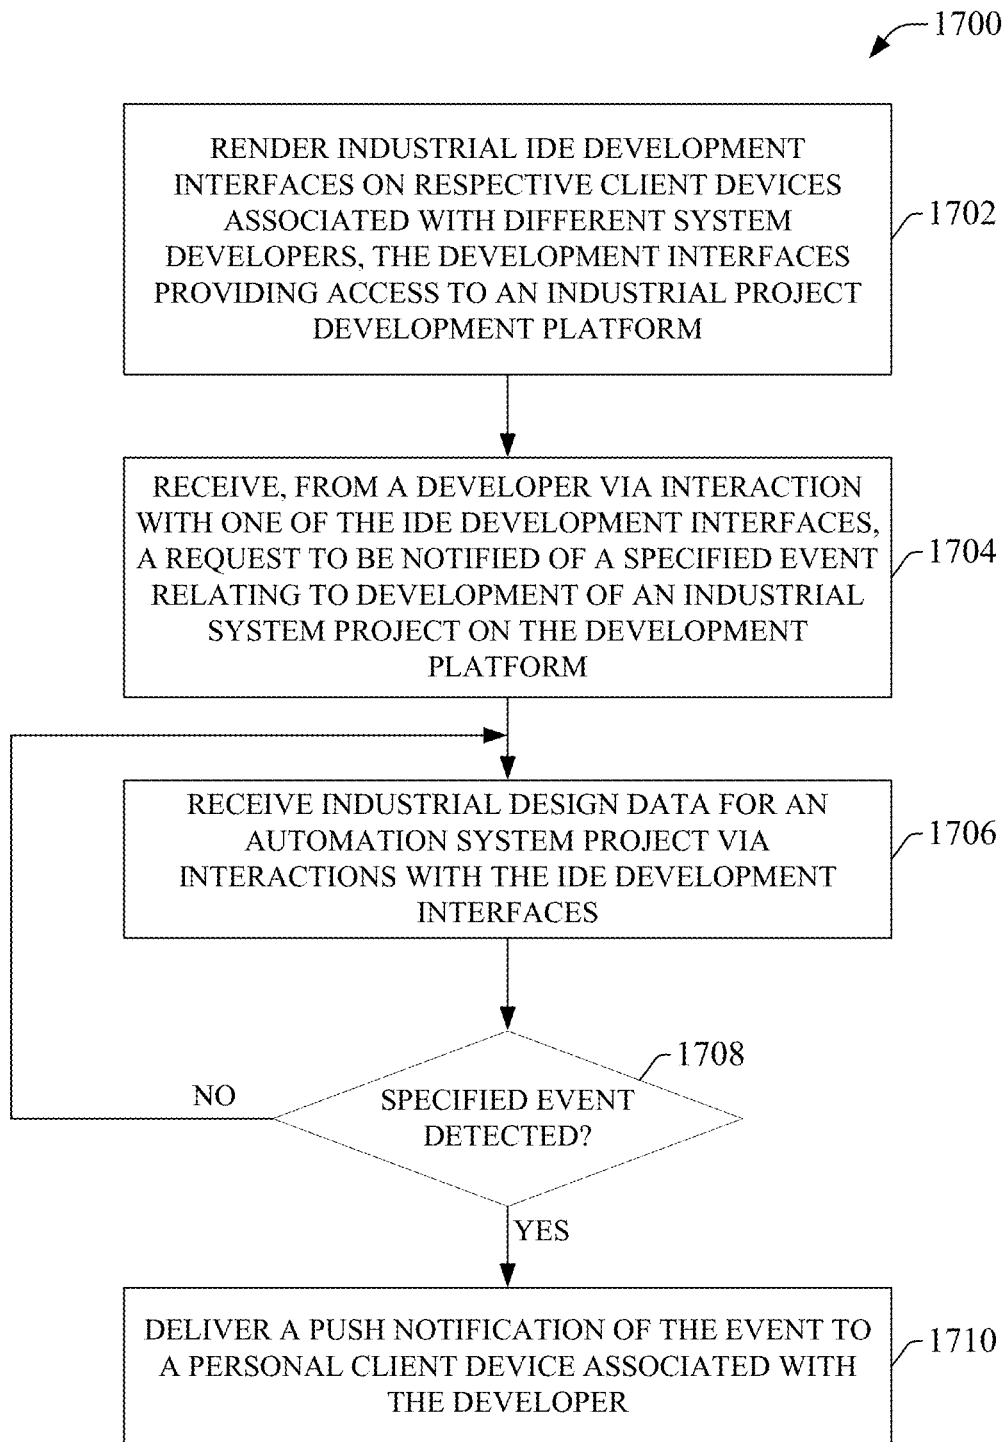 1700
RENDER INDUSTRIAL IDE DEVELOPMENT
INTERFACES ON RESPECTIVE CLIENT DEVICES
ASSOCIATED WITH DIFFERENT SYSTEM
DEVELOPERS, THE DEVELOPMENT INTERFACES
PROVIDING ACCESS TO AN INDUSTRIAL PROJECT
DEVELOPMENT PLATFORM
1702
RECEIVE, FROM A DEVELOPER VIA INTERACTION
WITH ONE OF THE IDE DEVELOPMENT INTERFACES,
A REQUEST TO BE NOTIFIED OF A SPECIFIED EVENT
RELATING TO DEVELOPMENT OF AN INDUSTRIAL
SYSTEM PROJECT ON THE DEVELOPMENT
PLATFORM
1704
RECEIVE INDUSTRIAL DESIGN DATA FOR AN
AUTOMATION SYSTEM PROJECT VIA
INTERACTIONS WITH THE IDE DEVELOPMENT
INTERFACES
1706
SPECIFIED EVENT
DETECTED?
1708
NO
YES
DELIVER A PUSH NOTIFICATION OF THE EVENT TO
A PERSONAL CLIENT DEVICE ASSOCIATED WITH
THE DEVELOPER
1710